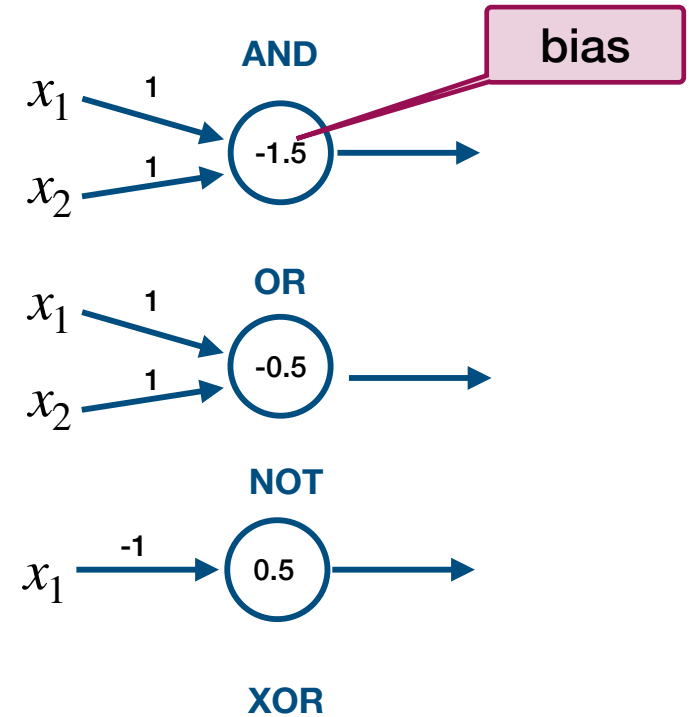 bias
AND
x₁ 1
-1.5
x₂ 1
OR
x₁ 1
-0.5
x₂ 1
NOT
x₁ -1 0.5
XOR